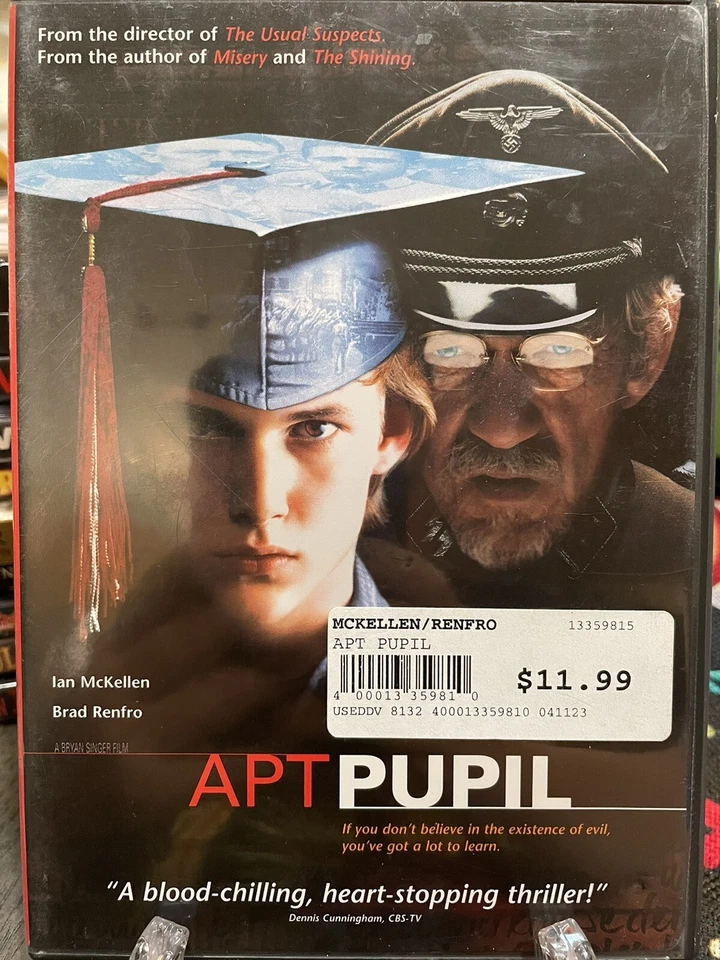 From the director of The Usual Suspects.
From the author of Misery and The Shining.
MCKELLEN/RENFRO 13359815
APT PUPIL
$11.99
4 00013 35981 0
USEDDV 8132 400013359810 041123
Ian McKellen
Brad Renfro
A BRYAN SINGER FILM
APT PUPIL
If you don't believe in the existence of evil,
you've got a lot to learn.
"A blood-chilling, heart-stopping thriller!"
Dennis Cunningham, CBS-TV